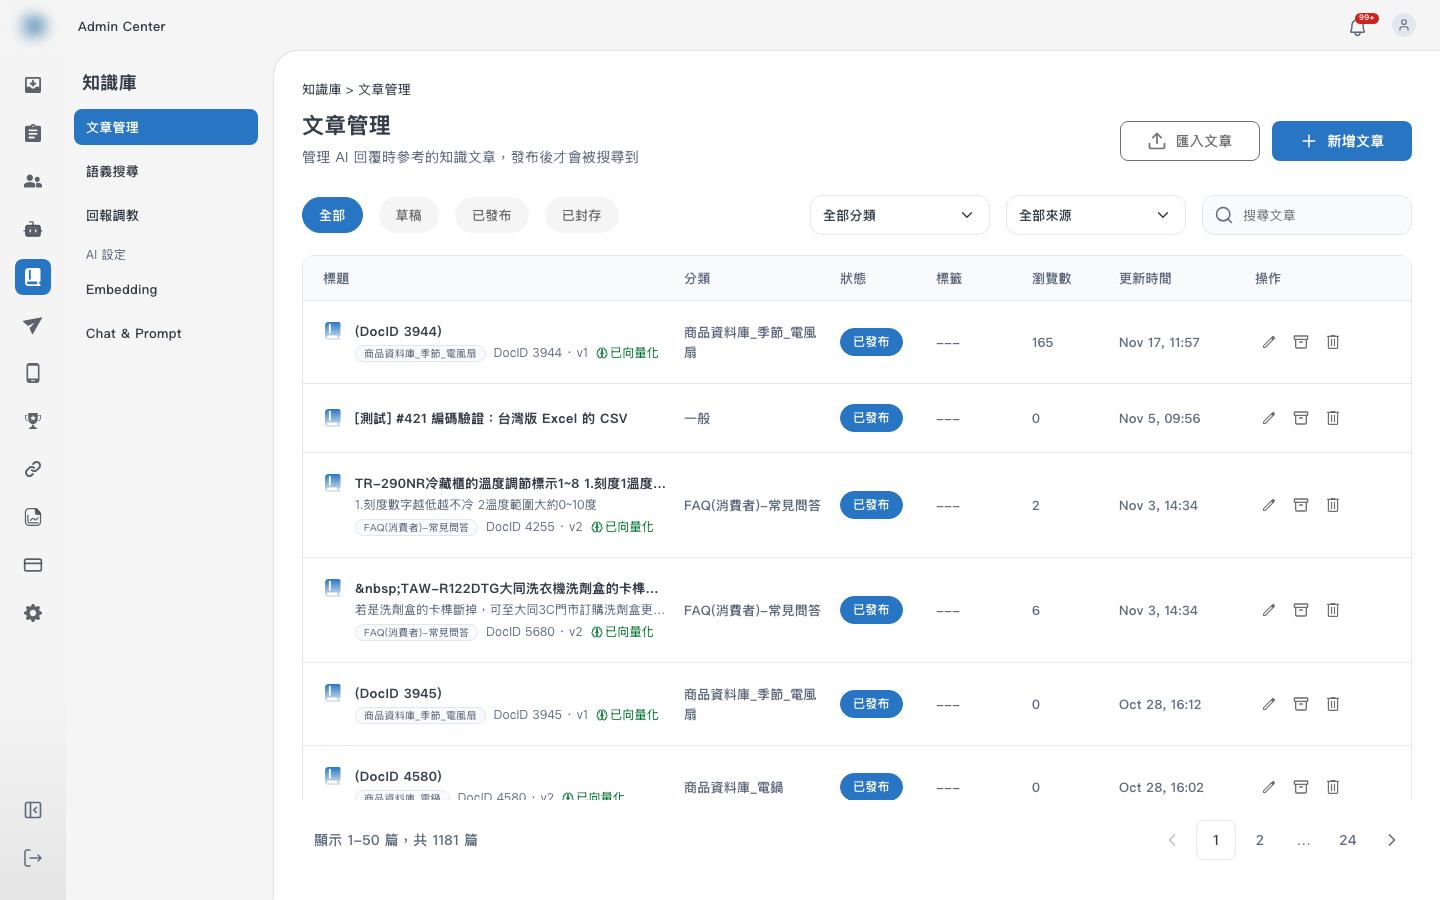 Admin Center
99+
知識庫
文章管理
語義搜尋
回報調教
AI 設定
Embedding
Chat & Prompt
知識庫 > 文章管理
文章管理
管理 AI 回覆時參考的知識文章，發布後才會被搜尋到
匯入文章
新增文章
全部
草稿
已發布
已封存
全部分類
全部來源
搜尋文章
標題 分類 狀態 標籤 瀏覽數 更新時間 操作
(DocID 3944)
商品資料庫_季節_電風扇 DocID 3944 · v1 已向量化
商品資料庫_季節_電風
扇
已發布
---
165
Nov 17, 11:57
[測試] #421 編碼驗證：台灣版 Excel 的 CSV
一般
已發布
---
0
Nov 5, 09:56
TR-290NR冷藏櫃的溫度調節標示1~8 1.刻度1溫度...
1.刻度數字越低越不冷 2溫度範圍大約0~10度
FAQ(消費者)-常見問答 DocID 4255 · v2 已向量化
FAQ(消費者)-常見問答
已發布
---
2
Nov 3, 14:34
&nbsp;TAW-R122DTG大同洗衣機洗劑盒的卡榫...
若是洗劑盒的卡榫斷掉，可至大同3C門市訂購洗劑盒更...
FAQ(消費者)-常見問答 DocID 5680 · v2 已向量化
FAQ(消費者)-常見問答
已發布
---
6
Nov 3, 14:34
(DocID 3945)
商品資料庫_季節_電風扇 DocID 3945 · v1 已向量化
商品資料庫_季節_電風
扇
已發布
---
0
Oct 28, 16:12
(DocID 4580)
商品資料庫_電鍋 DocID 4580 · v2 已向量化
商品資料庫_電鍋
已發布
---
0
Oct 28, 16:02
顯示 1-50 篇，共 1181 篇
1 2 ... 24